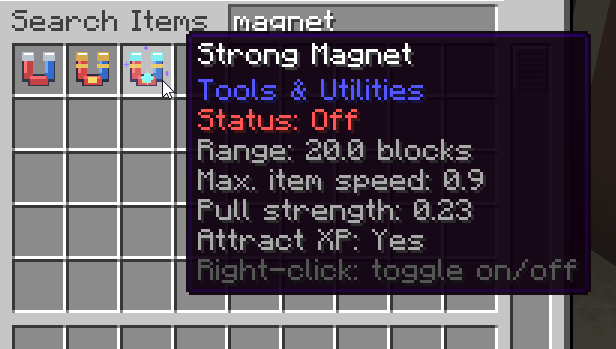 Search Items magnet
Strong Magnet
Tools & Utilities
Status: Off
Range: 20.0 blocks
Max. item speed: 0.9
Pull strength: 0.23
Attract XP: Yes
Right-click: toggle on/off